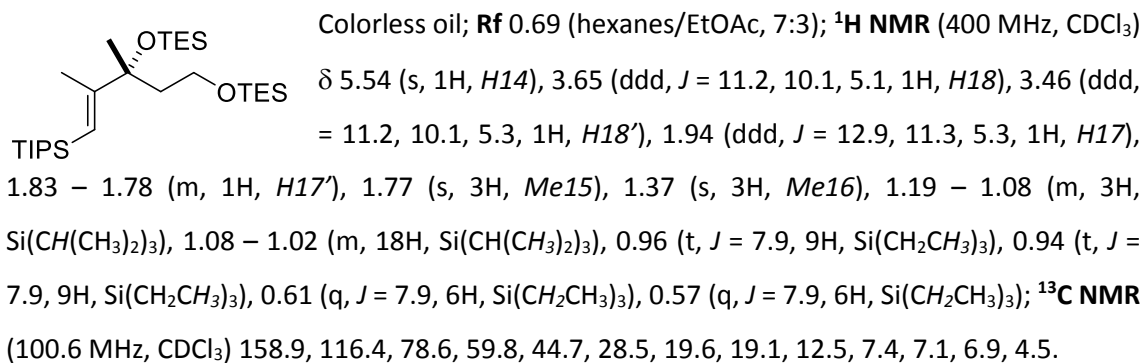 OTES
OTES
TIPS
Colorless oil; Rf 0.69 (hexanes/EtOAc, 7:3); ¹H NMR (400 MHz, CDCl₃)
δ 5.54 (s, 1H, H14), 3.65 (ddd, J = 11.2, 10.1, 5.1, 1H, H18), 3.46 (ddd,
= 11.2, 10.1, 5.3, 1H, H18’), 1.94 (ddd, J = 12.9, 11.3, 5.3, 1H, H17),
1.83 – 1.78 (m, 1H, H17’), 1.77 (s, 3H, Me15), 1.37 (s, 3H, Me16), 1.19 – 1.08 (m, 3H,
Si(CH(CH₃)₂)₃), 1.08 – 1.02 (m, 18H, Si(CH(CH₃)₂)₃), 0.96 (t, J = 7.9, 9H, Si(CH₂CH₃)₃), 0.94 (t, J =
7.9, 9H, Si(CH₂CH₃)₃), 0.61 (q, J = 7.9, 6H, Si(CH₂CH₃)₃), 0.57 (q, J = 7.9, 6H, Si(CH₂CH₃)₃); ¹³C NMR
(100.6 MHz, CDCl₃) 158.9, 116.4, 78.6, 59.8, 44.7, 28.5, 19.6, 19.1, 12.5, 7.4, 7.1, 6.9, 4.5.